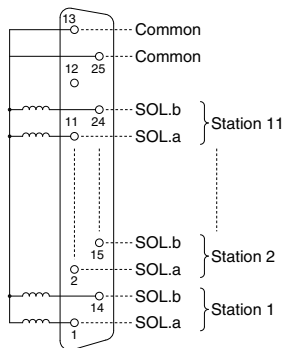 13 Common
25 Common
12
24 SOL.b
11 SOL.a
Station 11
15 SOL.b
2 SOL.a
Station 2
14 SOL.b
1 SOL.a
Station 1